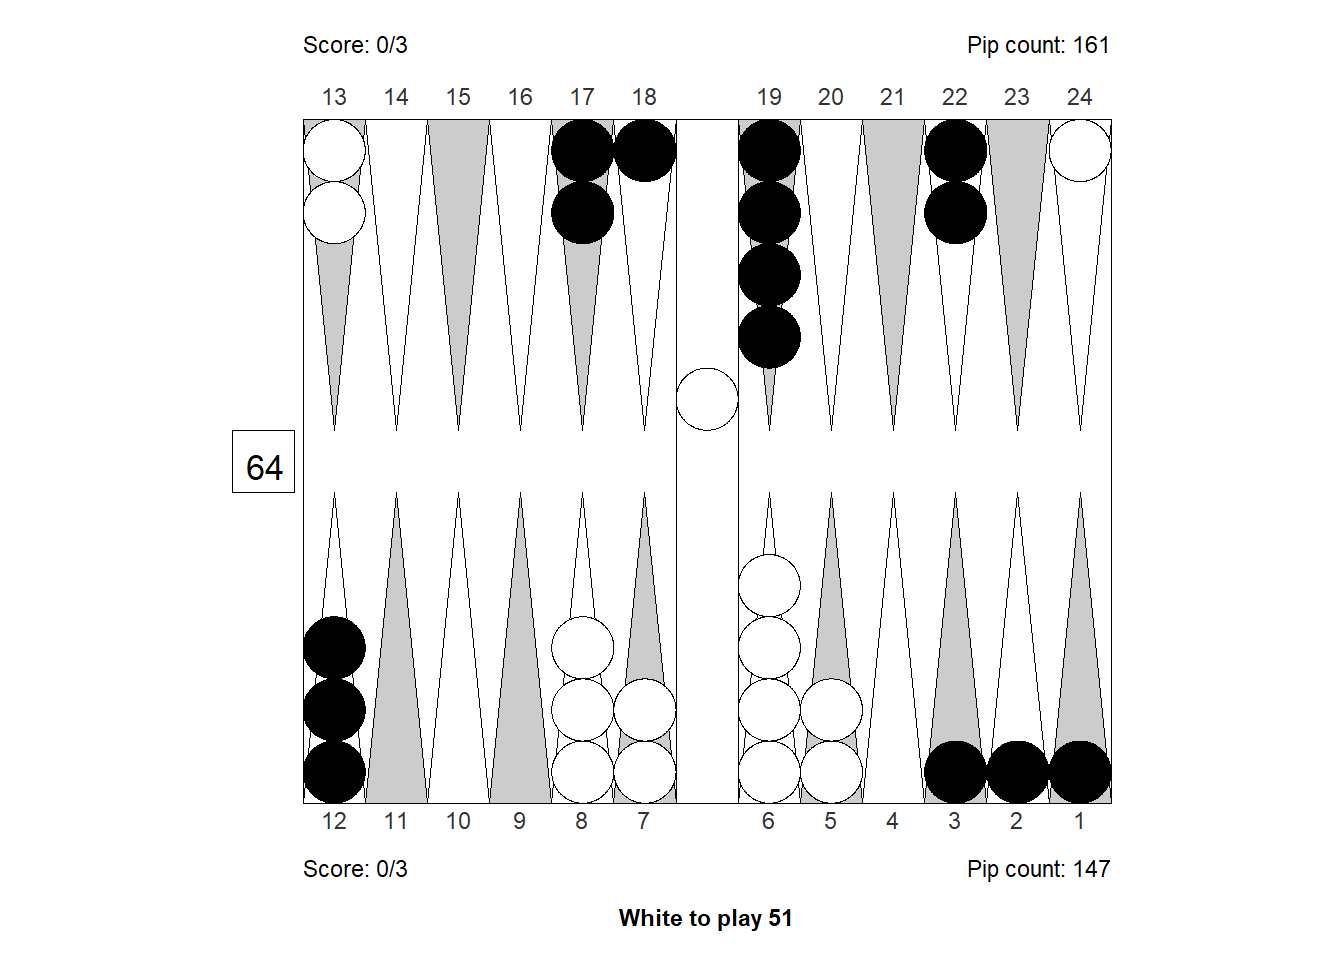 Score: 0/3 Pip count: 161
13 14 15 16 17 18 19 20 21 22 23 24
64
12 11 10 9 8 7 6 5 4 3 2 1
Score: 0/3 Pip count: 147
White to play 51